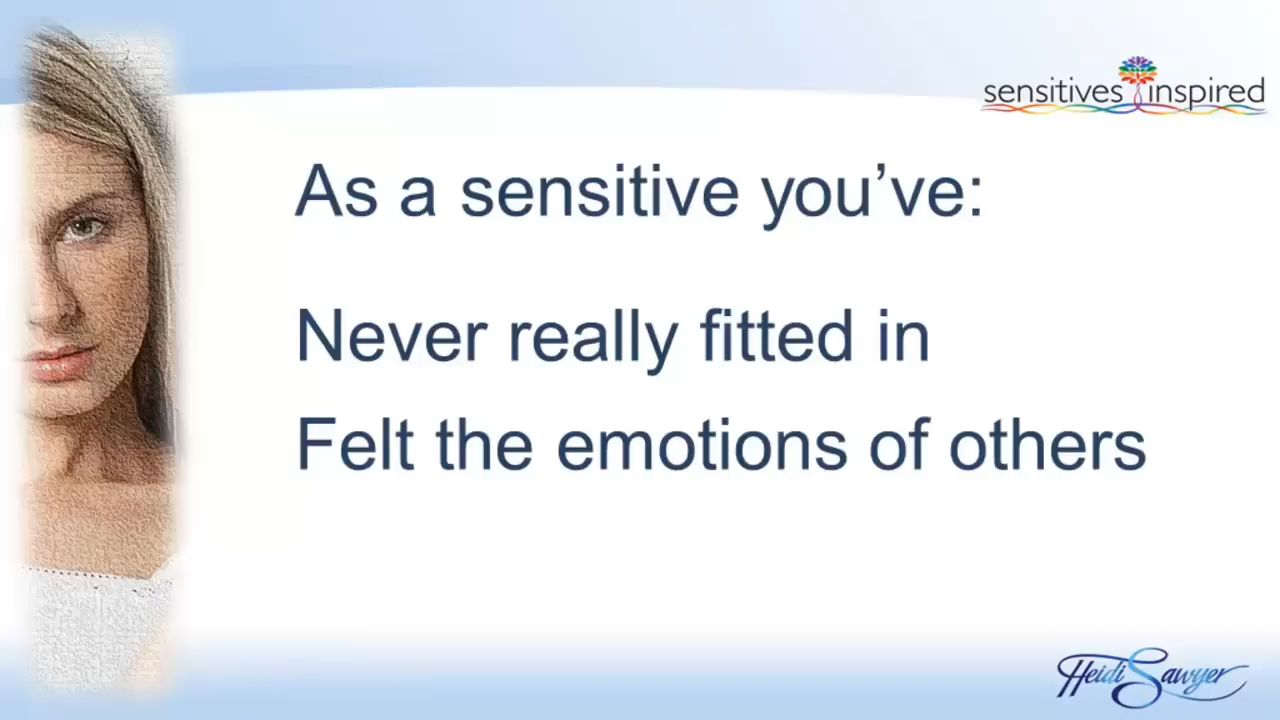 sensitives inspired
As a sensitive you’ve:
Never really fitted in
Felt the emotions of others
Heidi Sawyer